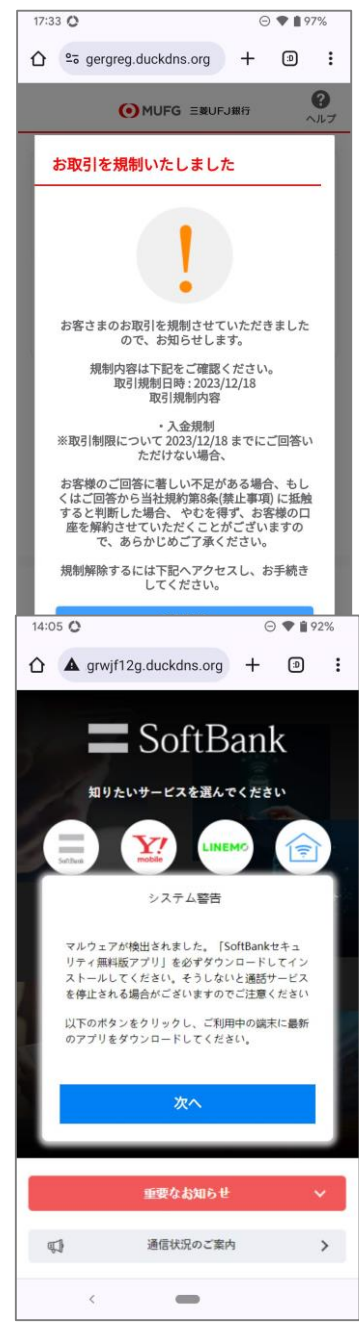 17:33
97%
gergreg.duckdns.org
:D
MUFG 三菱UFJ銀行
ヘルプ
お取引を規制いたしました
お客さまのお取引を規制させていただきました
ので、お知らせします。
規制内容は下記をご確認ください。
取引規制日時 : 2023/12/18
取引規制内容
・入金規制
※取引制限について 2023/12/18 までにご回答い
ただけない場合、
お客様のご回答に著しい不足がある場合、もし
くはご回答から当社規約第8条(禁止事項) に抵触
すると判断した場合、 やむを得ず、お客様の口
座を解約させていただくことがございますの
で、あらかじめご了承ください。
規制解除するには下記へアクセスし、お手続き
してください。
14:05
92%
grwjf12g.duckdns.org
:D
SoftBank
知りたいサービスを選んでください
SoftBank
Y!
mobile
LINEMO
システム警告
マルウェアが検出されました。「SoftBankセキュ
リティ無料版アプリ」を必ずダウンロードしてイン
ストールしてください。そうしないと通話サービス
を停止される場合がございますのでご注意ください
以下のボタンをクリックし、ご利用中の端末に最新
のアプリをダウンロードしてください。
次へ
重要なお知らせ
通信状況のご案内